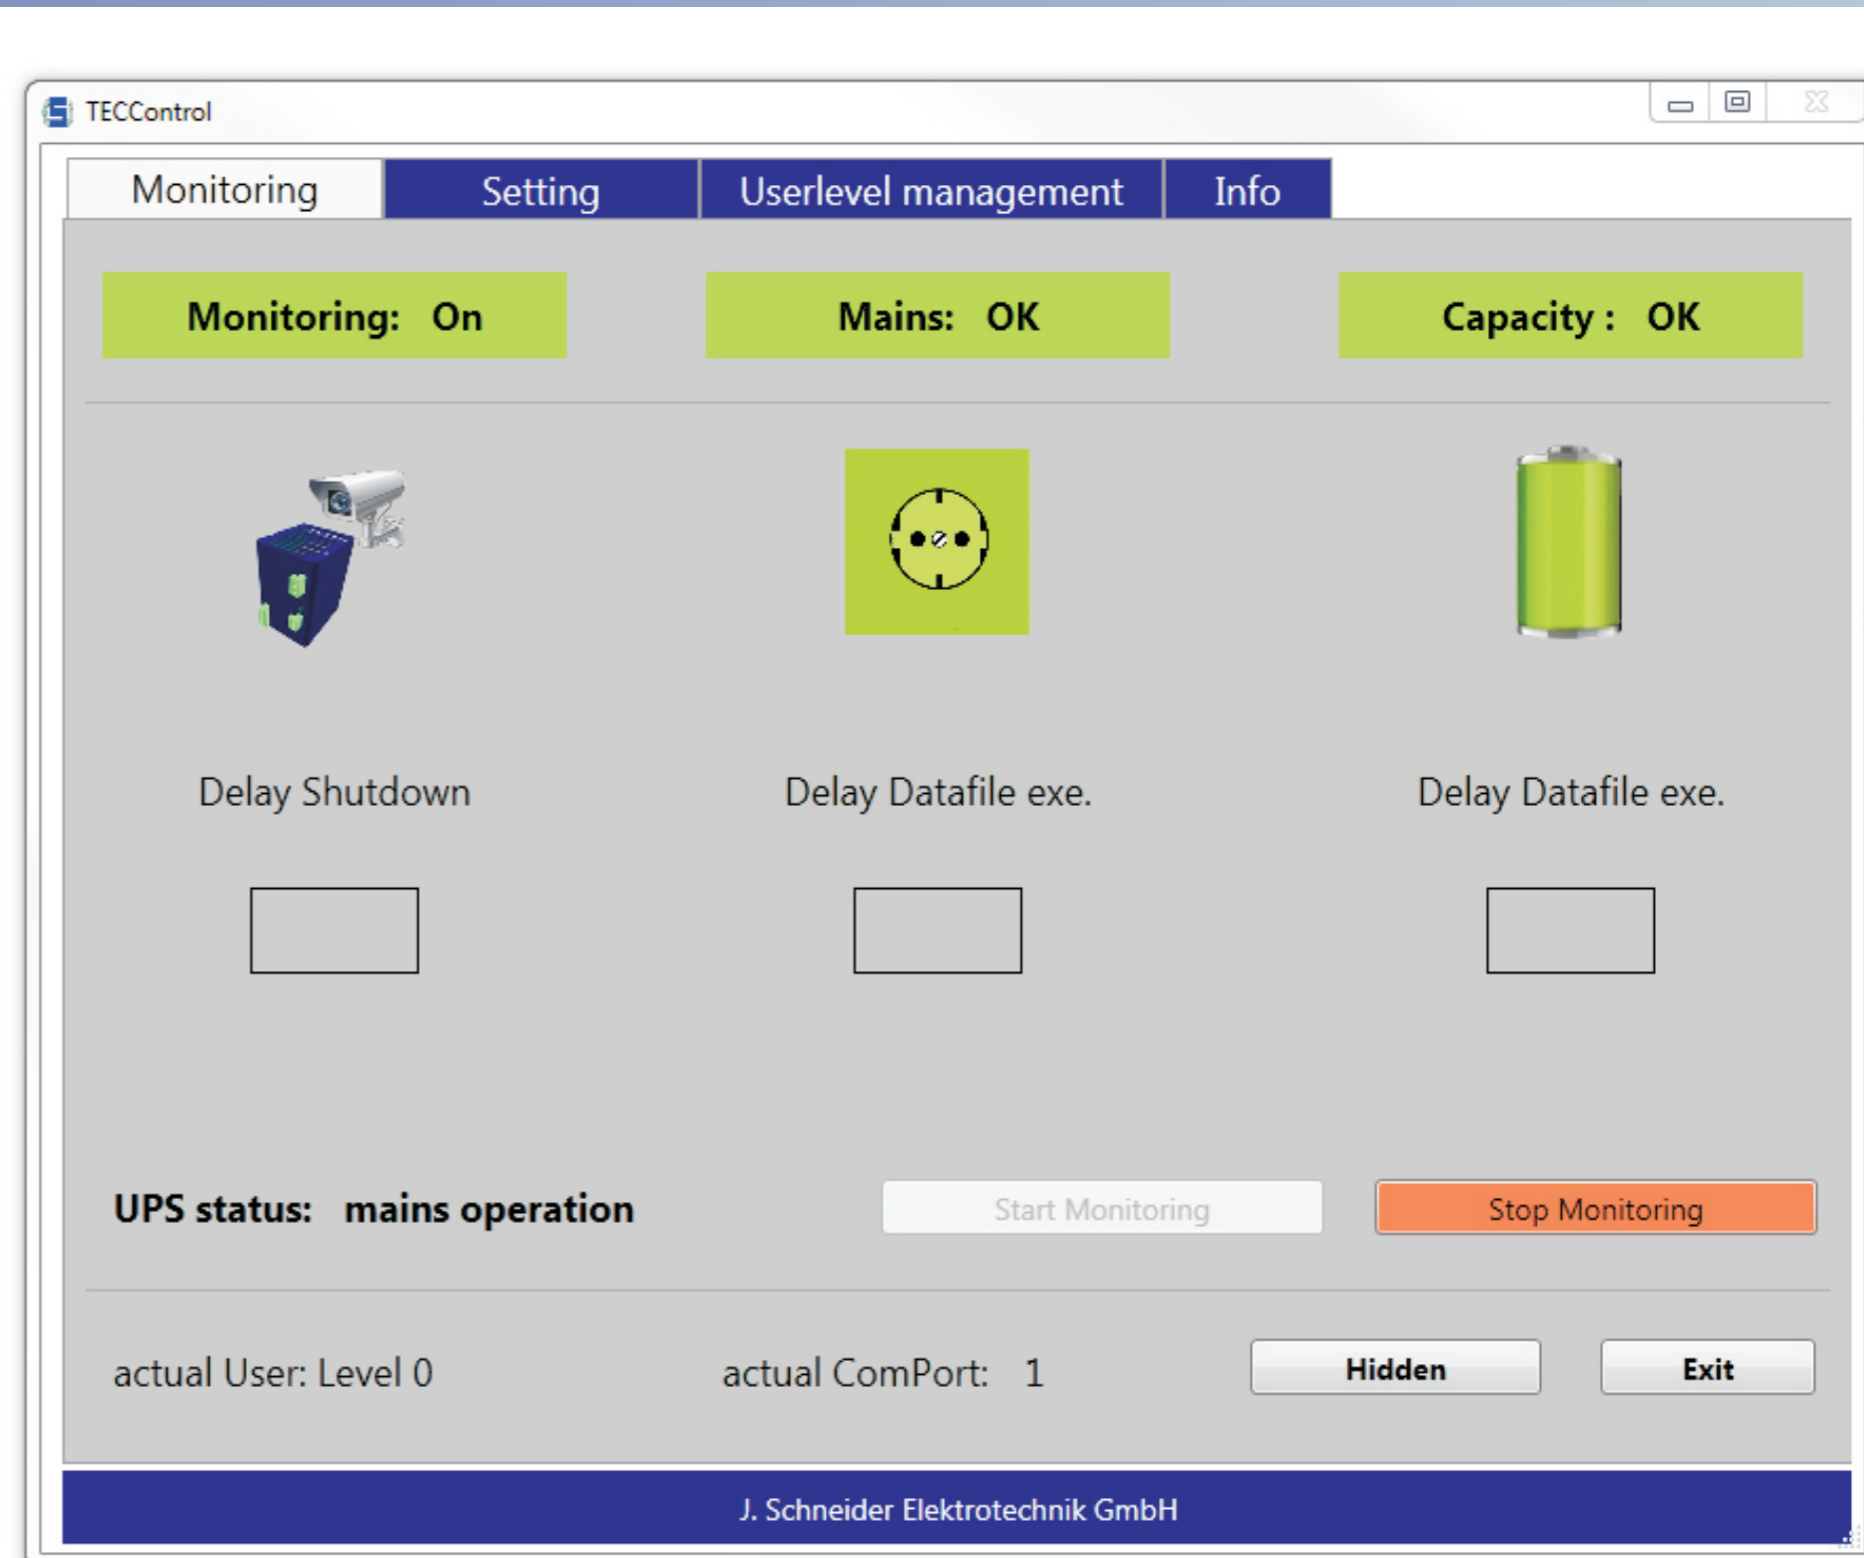 TECControl
Monitoring Setting Userlevel management Info
Monitoring: On Mains: OK Capacity : OK
Delay Shutdown Delay Datafile exe. Delay Datafile exe.
UPS status: mains operation Start Monitoring Stop Monitoring
actual User: Level 0 actual ComPort: 1 Hidden Exit
J. Schneider Elektrotechnik GmbH